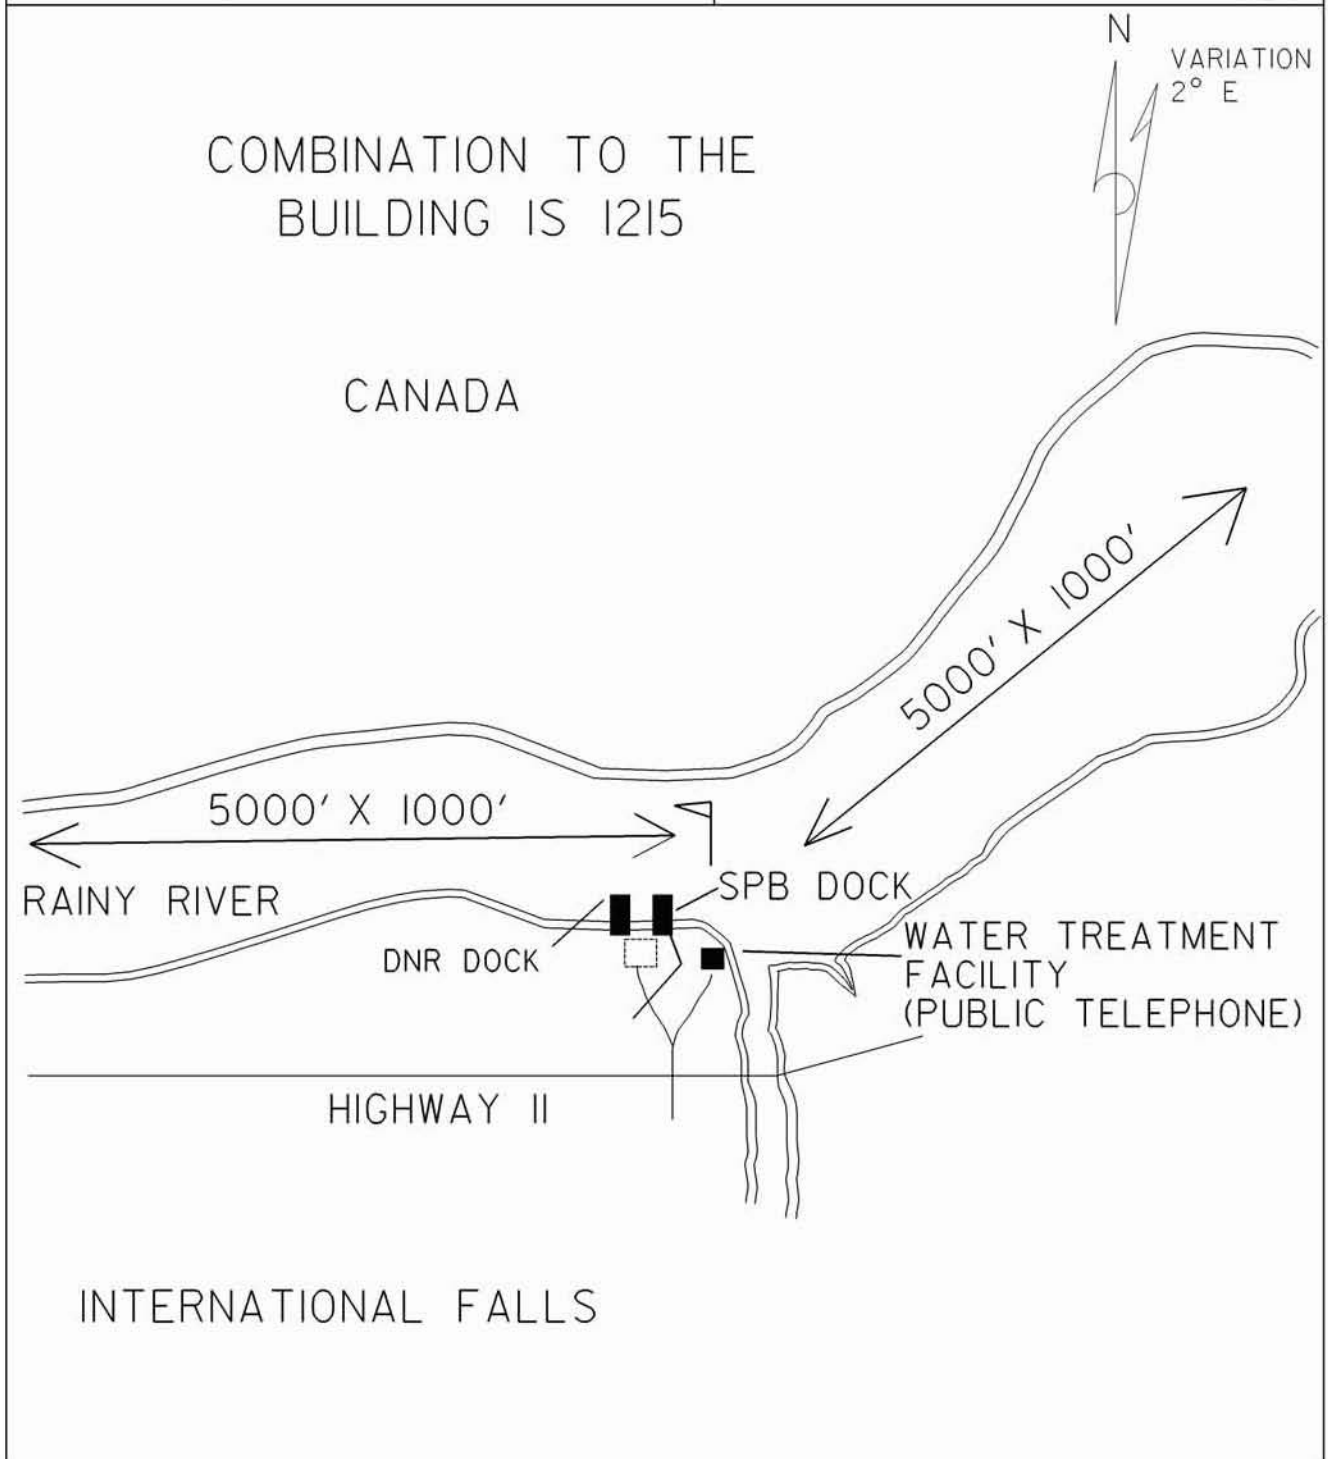 N
VARIATION
2° E
COMBINATION TO THE
BUILDING IS 1215
CANADA
5000' X 1000'
5000' X 1000'
RAINY RIVER
SPB DOCK
DNR DOCK
WATER TREATMENT
FACILITY
(PUBLIC TELEPHONE)
HIGHWAY 11
INTERNATIONAL FALLS